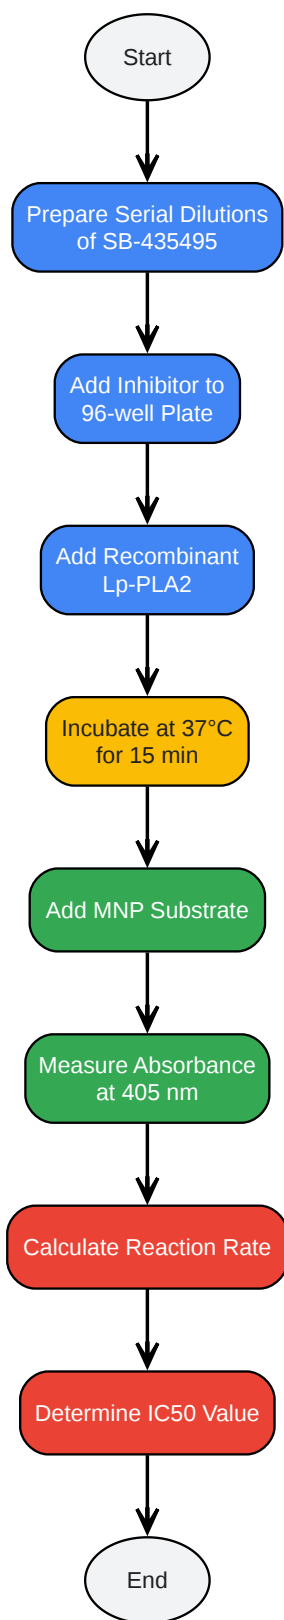 Start
Prepare Serial Dilutions
of SB-435495
Add Inhibitor to
96-well Plate
Add Recombinant
Lp-PLA2
Incubate at 37°C
for 15 min
Add MNP Substrate
Measure Absorbance
at 405 nm
Calculate Reaction Rate
Determine IC50 Value
End